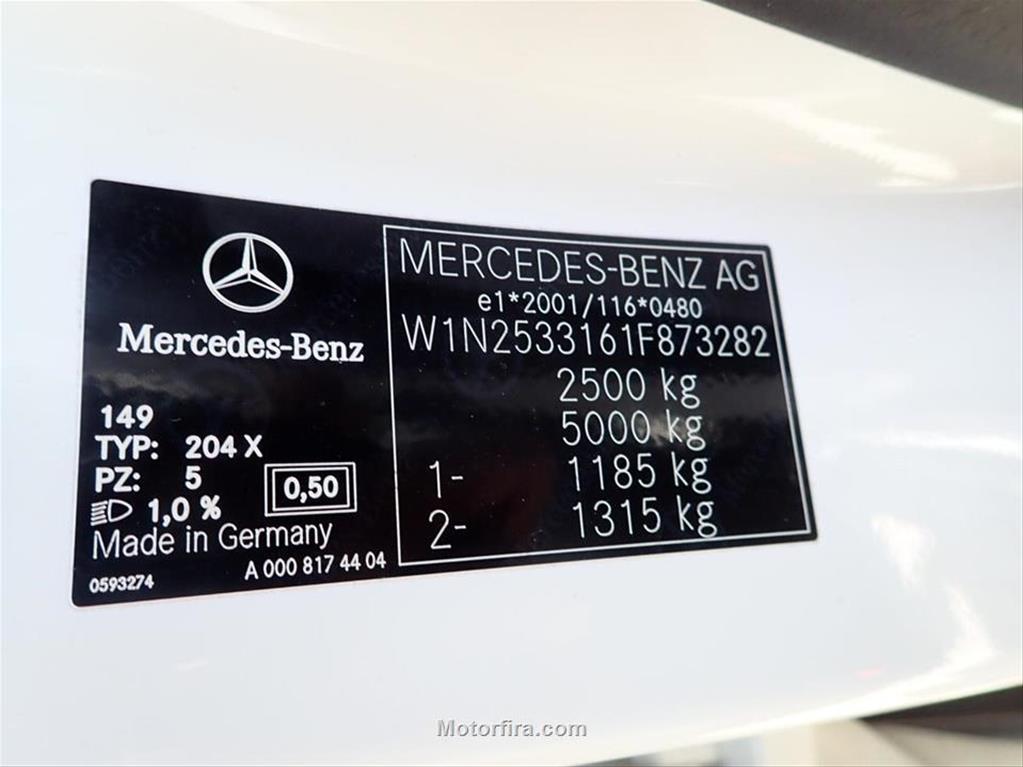 Mercedes-Benz
149
TYP: 204 X
PZ: 5
1,0 %
0,50
Made in Germany
0593274
A 000 817 44 04
MERCEDES-BENZ AG
e1*2001/116*0480
W1N2533161F873282
2500 kg
5000 kg
1- 1185 kg
2- 1315 kg
Motorfira.com